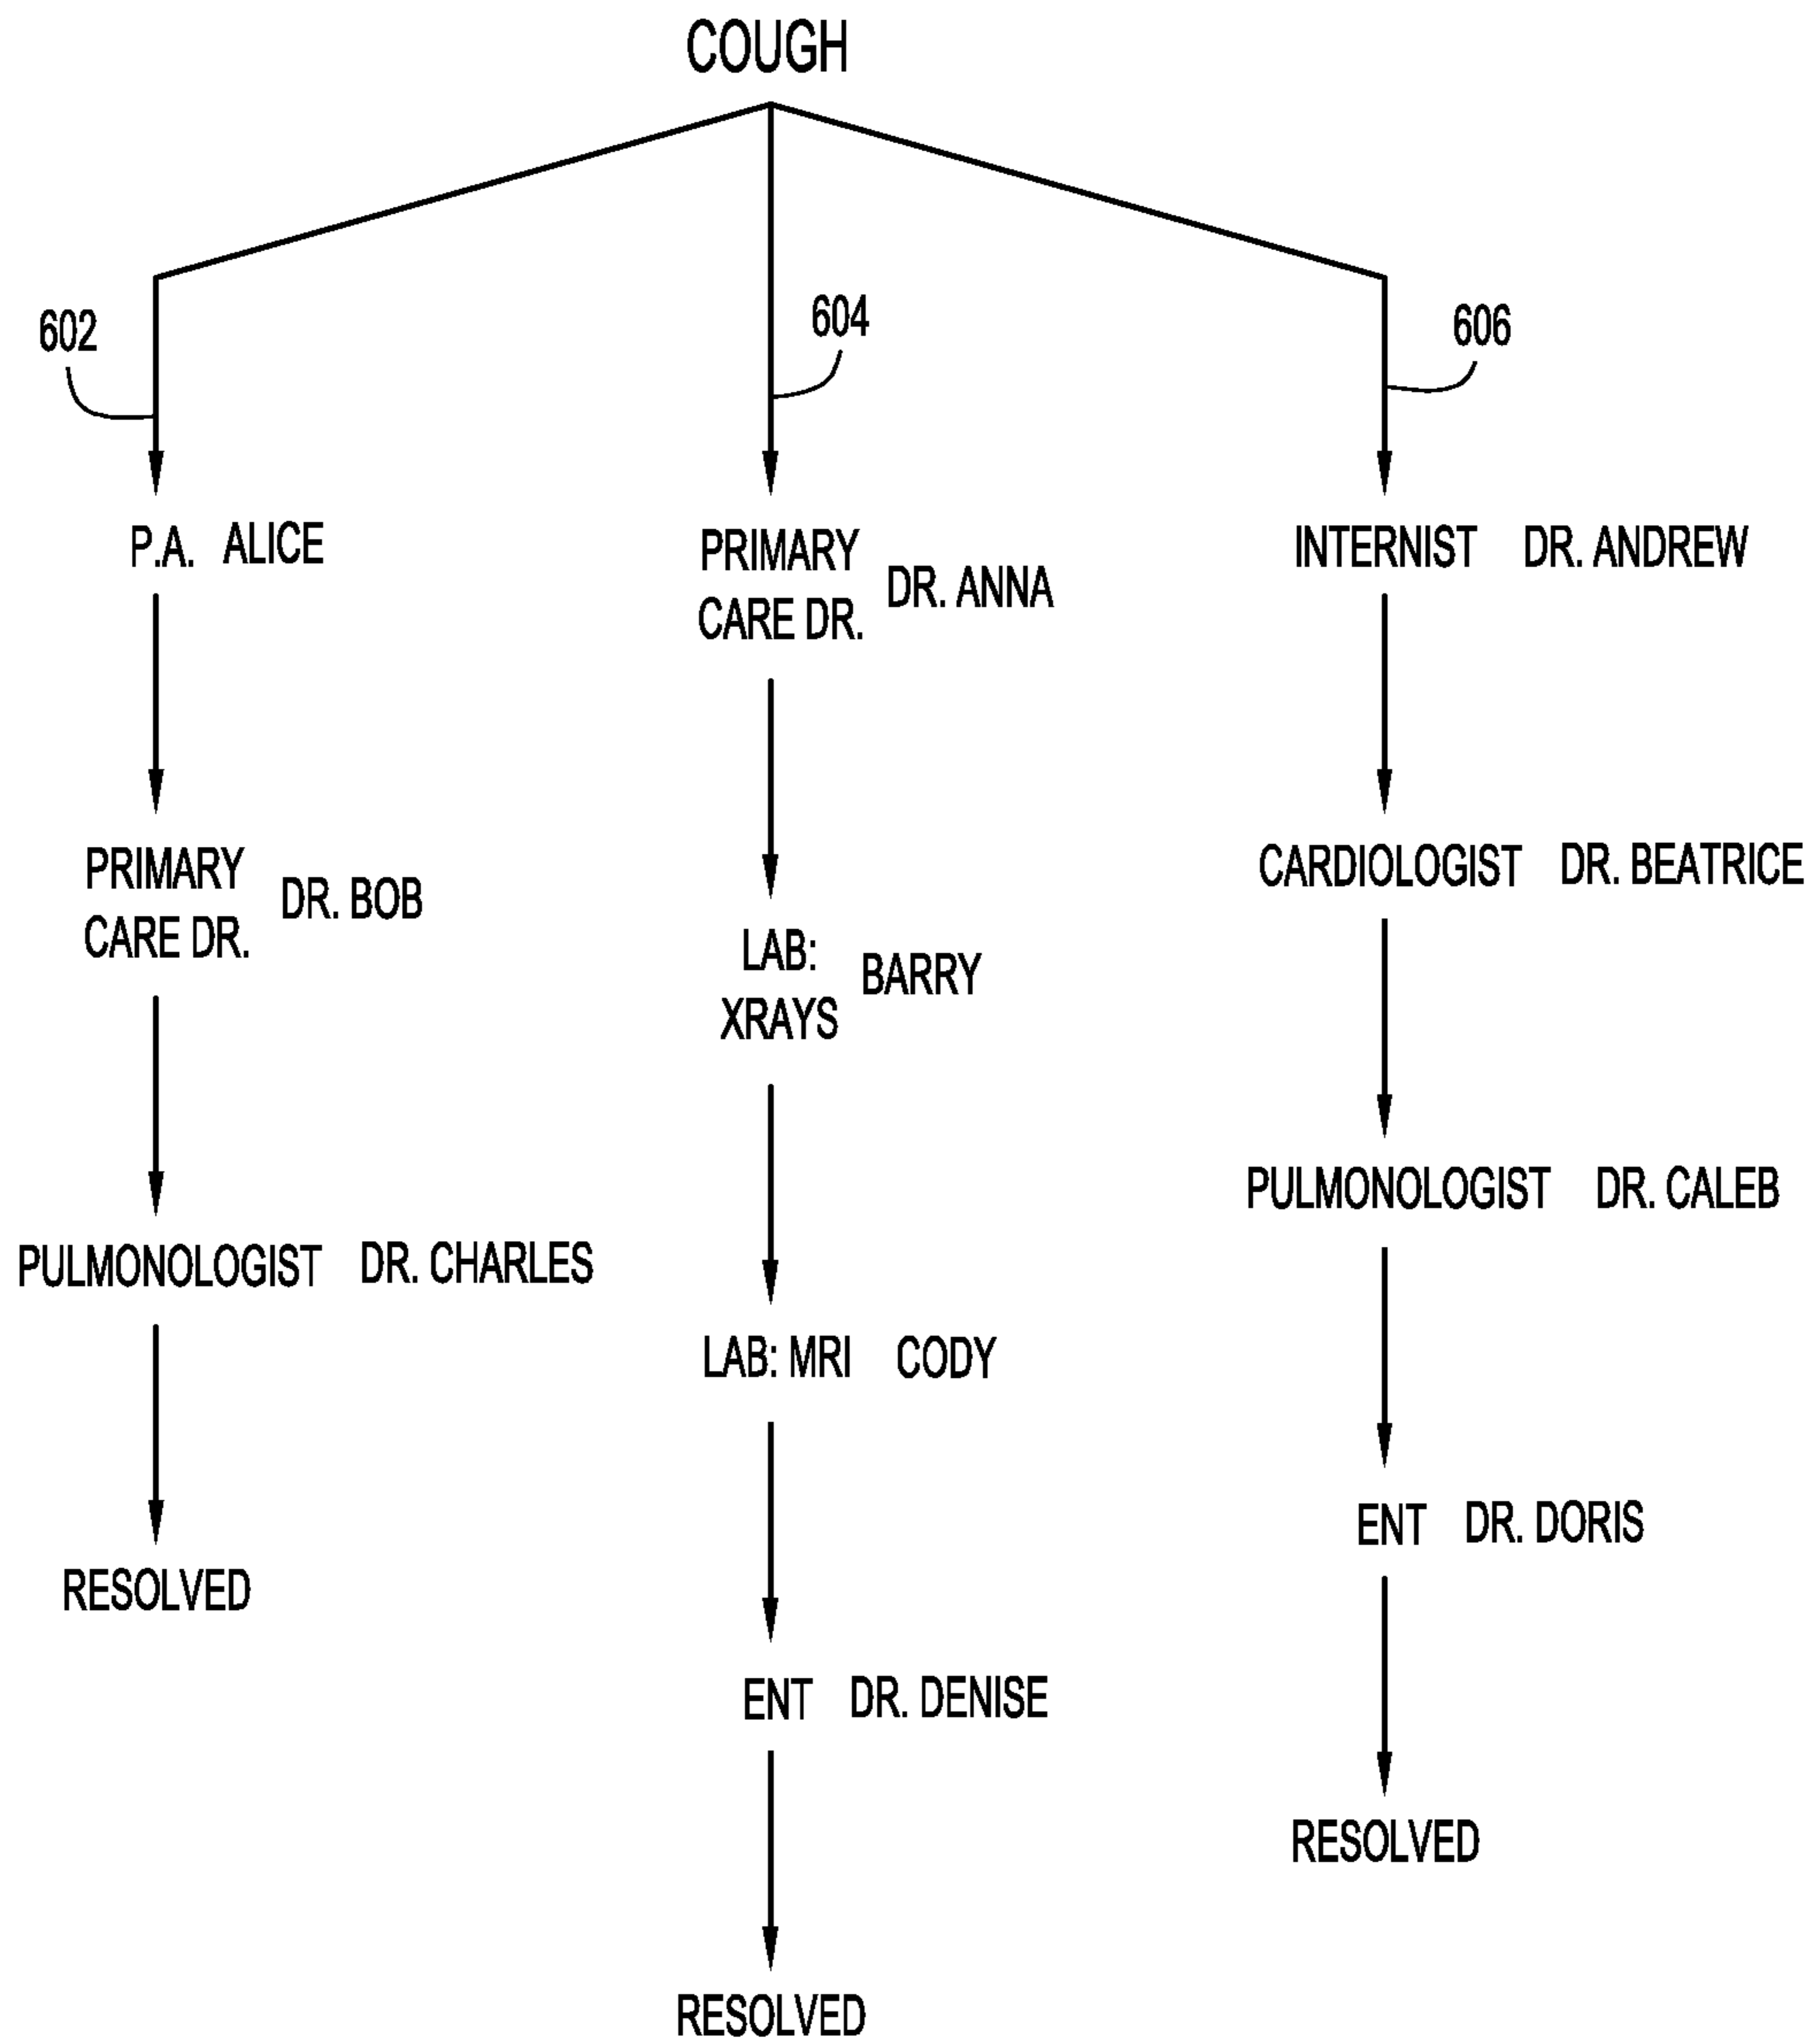 COUGH
602
604
606
P.A. ALICE
PRIMARY
CARE DR.
DR. ANNA
INTERNIST DR. ANDREW
PRIMARY
CARE DR.
DR. BOB
LAB:
XRAYS
BARRY
CARDIOLOGIST DR. BEATRICE
PULMONOLOGIST DR. CHARLES
LAB: MRI CODY
PULMONOLOGIST DR. CALEB
RESOLVED
ENT DR. DENISE
ENT DR. DORIS
RESOLVED
RESOLVED